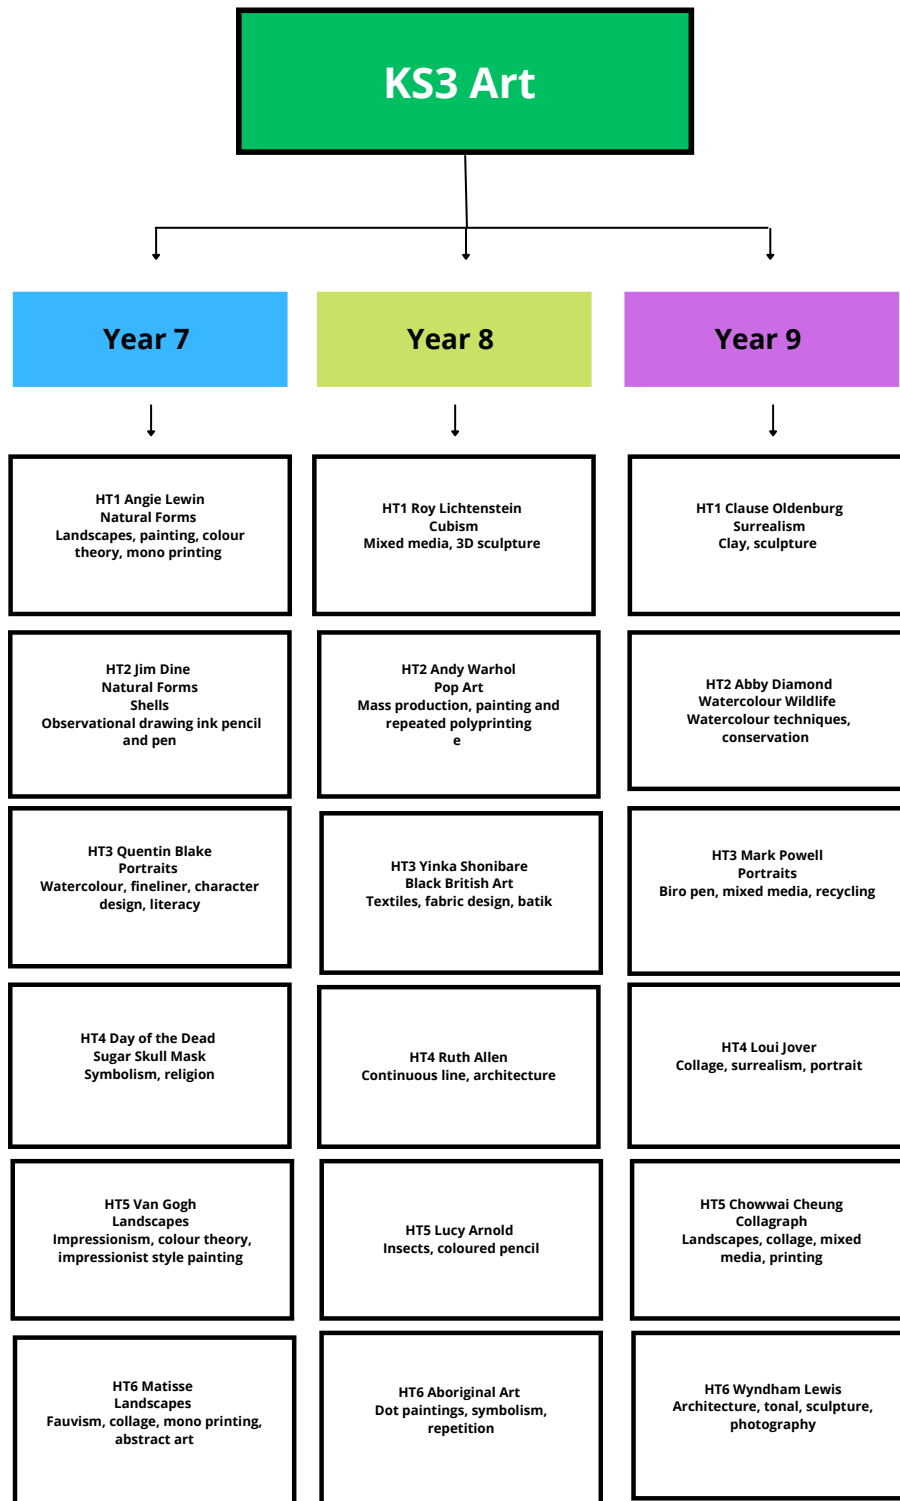 KS3 Art
Year 7
Year 8
Year 9
HT1 Angie Lewin
Natural Forms
Landscapes, painting, colour
theory, mono printing
HT1 Roy Lichtenstein
Cubism
Mixed media, 3D sculpture
HT1 Clause Oldenburg
Surrealism
Clay, sculpture
HT2 Jim Dine
Natural Forms
Shells
Observational drawing ink pencil
and pen
HT2 Andy Warhol
Pop Art
Mass production, painting and
repeated polyprinting
e
HT2 Abby Diamond
Watercolour Wildlife
Watercolour techniques,
conservation
HT3 Quentin Blake
Portraits
Watercolour, fineliner, character
design, literacy
HT3 Yinka Shonibare
Black British Art
Textiles, fabric design, batik
HT3 Mark Powell
Portraits
Biro pen, mixed media, recycling
HT4 Day of the Dead
Sugar Skull Mask
Symbolism, religion
HT4 Ruth Allen
Continuous line, architecture
HT4 Loui Jover
Collage, surrealism, portrait
HT5 Van Gogh
Landscapes
Impressionism, colour theory,
impressionist style painting
HT5 Lucy Arnold
Insects, coloured pencil
HT5 Chowwai Cheung
Collagraph
Landscapes, collage, mixed
media, printing
HT6 Matisse
Landscapes
Fauvism, collage, mono printing,
abstract art
HT6 Aboriginal Art
Dot paintings, symbolism,
repetition
HT6 Wyndham Lewis
Architecture, tonal, sculpture,
photography